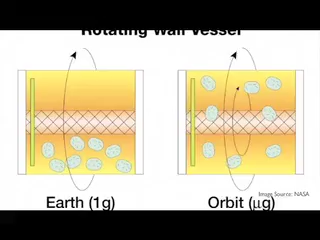 Rotating Wall Vessel
Image Source: NASA
Earth (1g)
Orbit (μg)